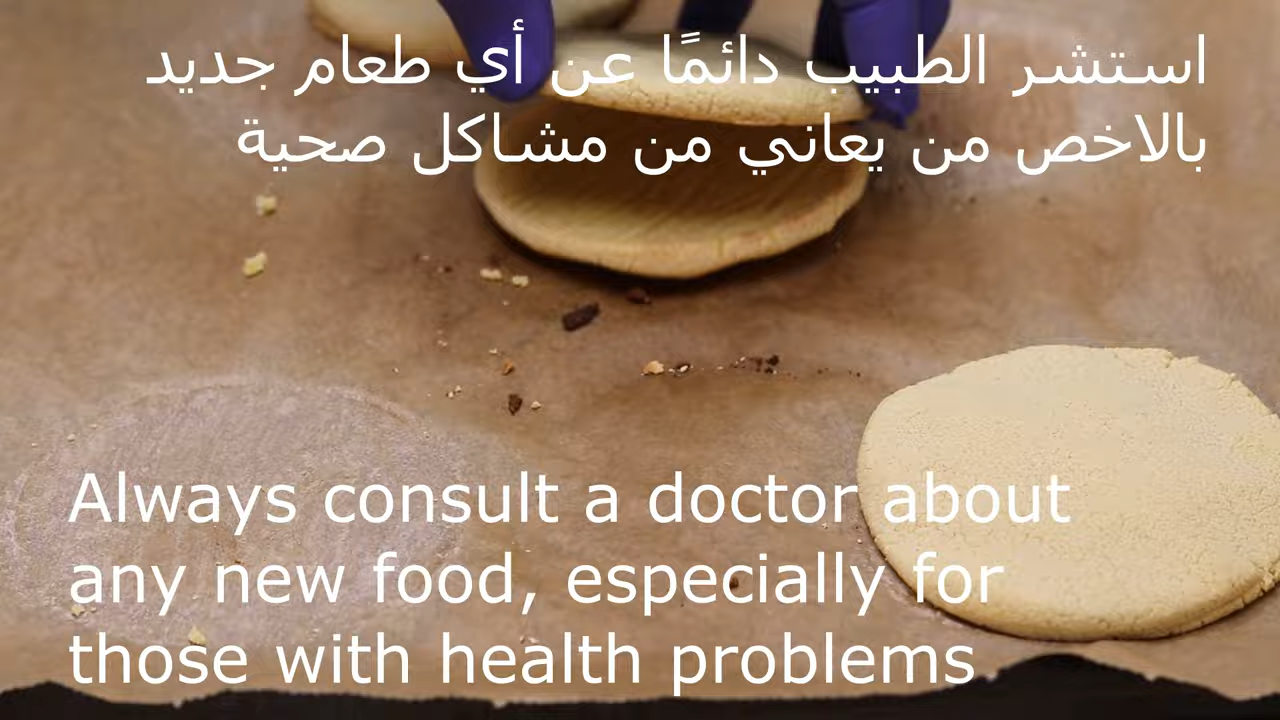 استشر الطبيب دائمًا عن أي طعام جديد
بالاخص من يعاني من مشاكل صحية
Always consult a doctor about
any new food, especially for
those with health problems